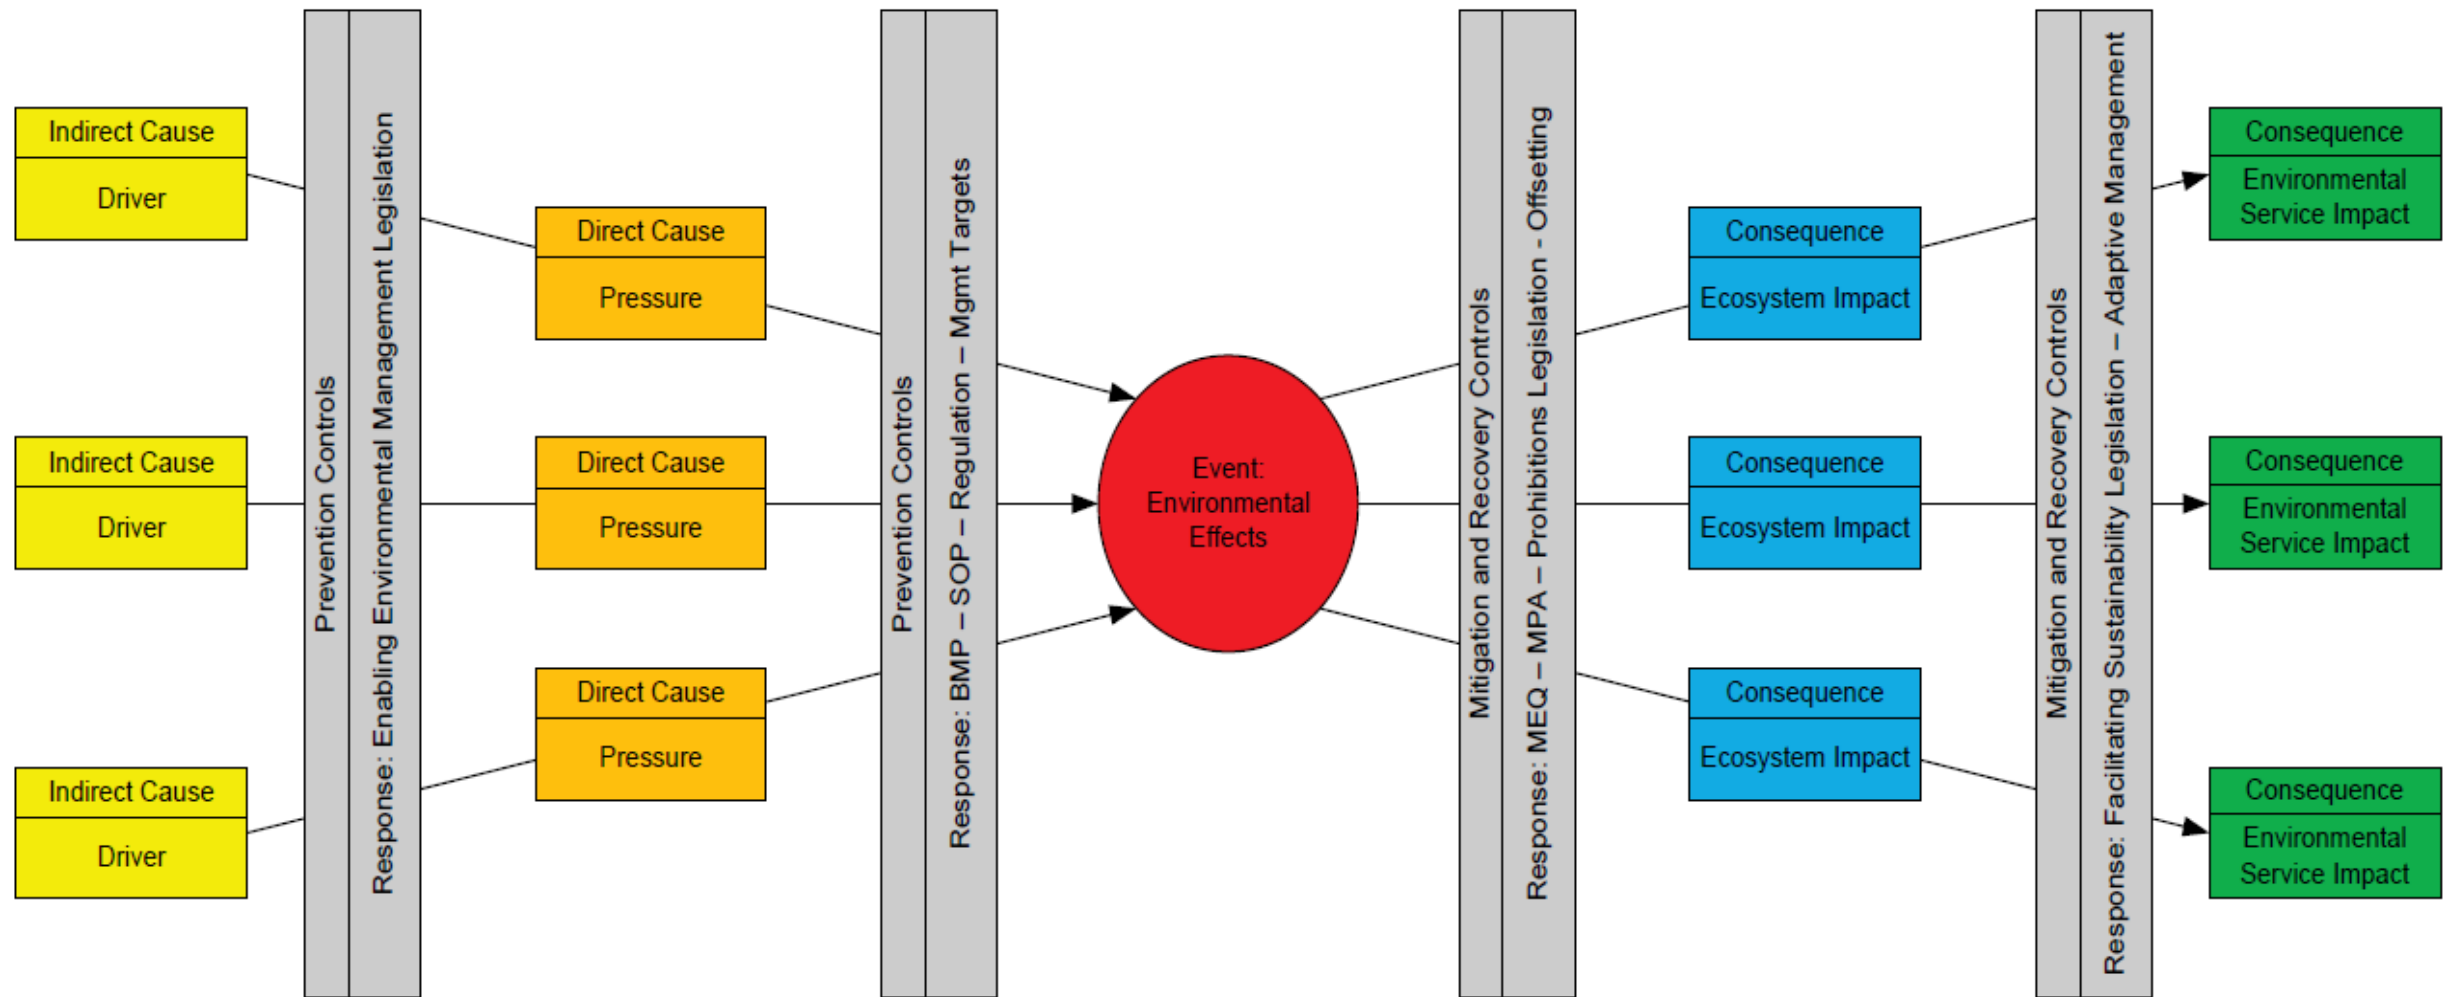 Indirect Cause
Driver
Indirect Cause
Driver
Indirect Cause
Driver
Prevention Controls
Response: Enabling Environmental Management Legislation
Direct Cause
Pressure
Direct Cause
Pressure
Direct Cause
Pressure
Prevention Controls
Response: BMP – SOP – Regulation – Mgmt Targets
Event:
Environmental
Effects
Mitigation and Recovery Controls
Response: MEQ – MPA – Prohibitions Legislation - Offsetting
Consequence
Ecosystem Impact
Consequence
Ecosystem Impact
Consequence
Ecosystem Impact
Mitigation and Recovery Controls
Response: Facilitating Sustainability Legislation – Adaptive Management
Consequence
Environmental
Service Impact
Consequence
Environmental
Service Impact
Consequence
Environmental
Service Impact